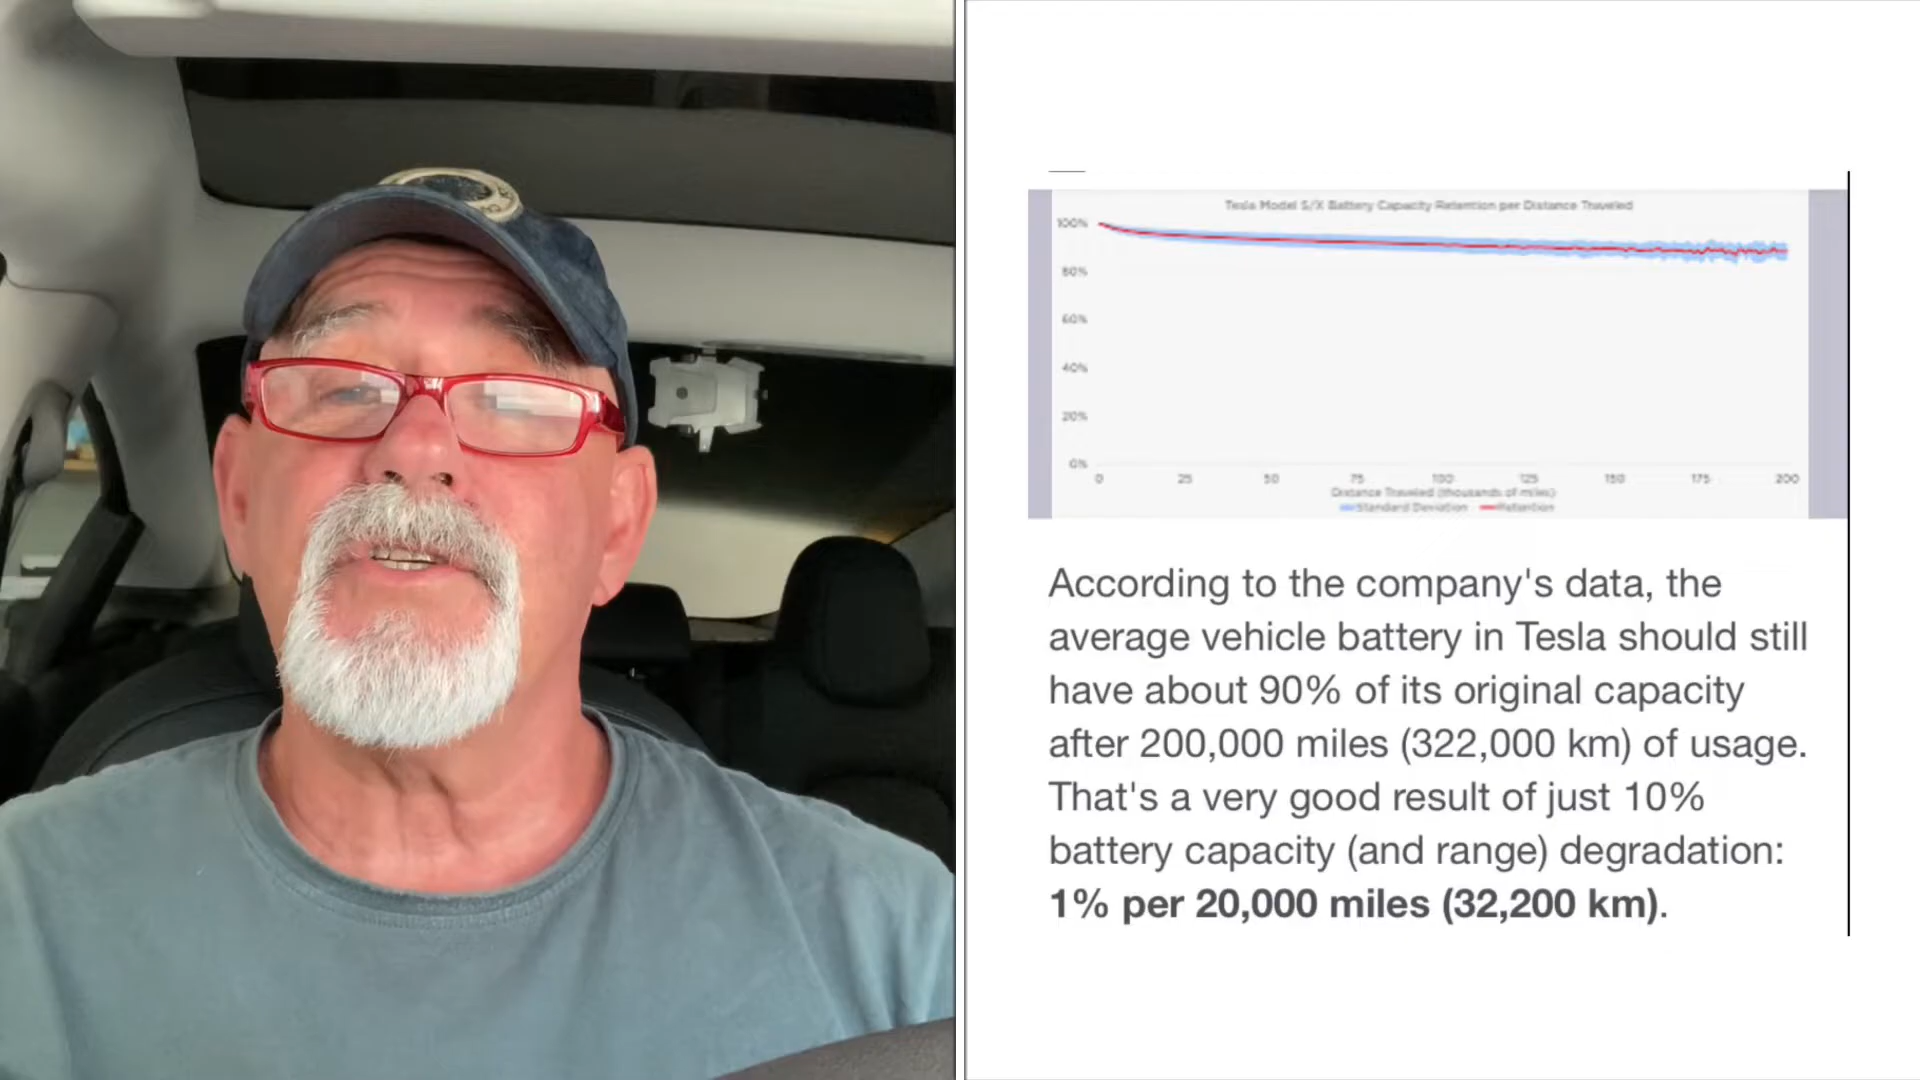 Tesla Model S/X Battery Capacity Retention per Distance Traveled
100%
80%
60%
40%
20%
0%
0 25 50 75 100 125 150 175 200
Distance Traveled (thousands of miles)
Standard Deviation Retention
According to the company's data, the
average vehicle battery in Tesla should still
have about 90% of its original capacity
after 200,000 miles (322,000 km) of usage.
That's a very good result of just 10%
battery capacity (and range) degradation:
1% per 20,000 miles (32,200 km).